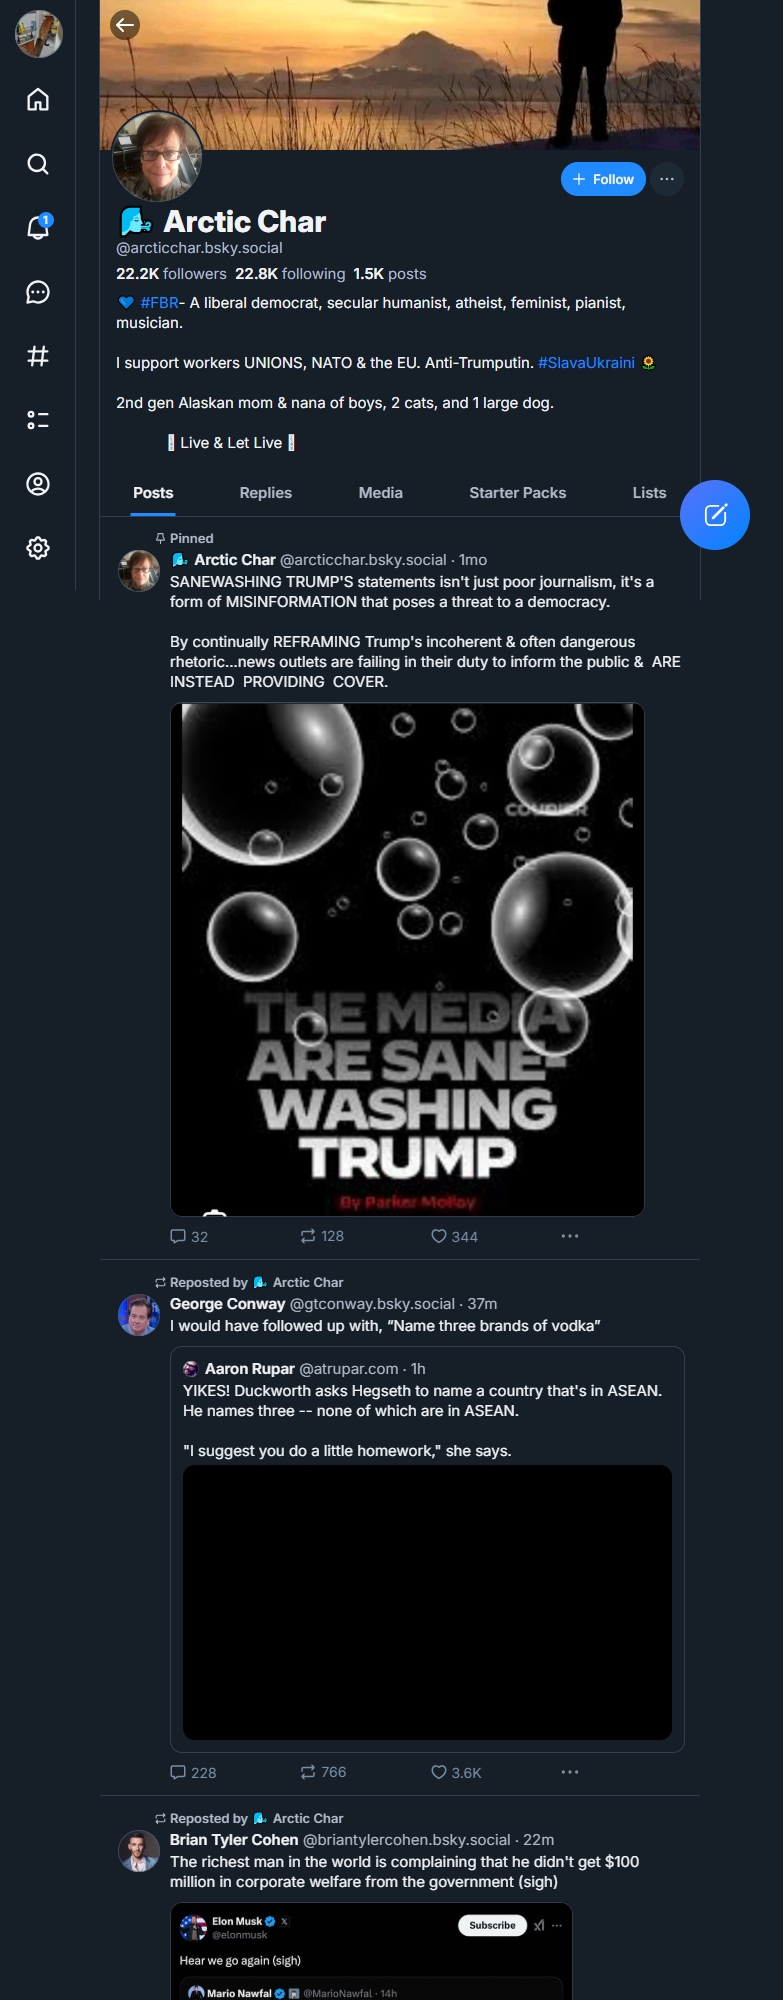 Follow
Arctic Char
@arcticchar.bsky.social
22.2K followers 22.8K following 1.5K posts
💙 #FBR- A liberal democrat, secular humanist, atheist, feminist, pianist,
musician.
I support workers UNIONS, NATO & the EU. Anti-Trumputin. #SlavaUkraini 🌻
2nd gen Alaskan mom & nana of boys, 2 cats, and 1 large dog.
Live & Let Live
Posts Replies Media Starter Packs Lists
1
Pinned
Arctic Char @arcticchar.bsky.social · 1mo
SANEWASHING TRUMP'S statements isn't just poor journalism, it's a
form of MISINFORMATION that poses a threat to a democracy.
By continually REFRAMING Trump's incoherent & often dangerous
rhetoric...news outlets are failing in their duty to inform the public & ARE
INSTEAD PROVIDING COVER.
COURIER
THE MEDIA
ARE SANE-
WASHING
TRUMP
By Parker Molloy
32 128 344
Reposted by Arctic Char
George Conway @gtconway.bsky.social · 37m
I would have followed up with, “Name three brands of vodka”
Aaron Rupar @atrupar.com · 1h
YIKES! Duckworth asks Hegseth to name a country that's in ASEAN.
He names three -- none of which are in ASEAN.
"I suggest you do a little homework," she says.
228 766 3.6K
Reposted by Arctic Char
Brian Tyler Cohen @briantylercohen.bsky.social · 22m
The richest man in the world is complaining that he didn't get $100
million in corporate welfare from the government (sigh)
Elon Musk
@elonmusk
Subscribe
Hear we go again (sigh)
Mario Nawfal @MarioNawfal · 14h